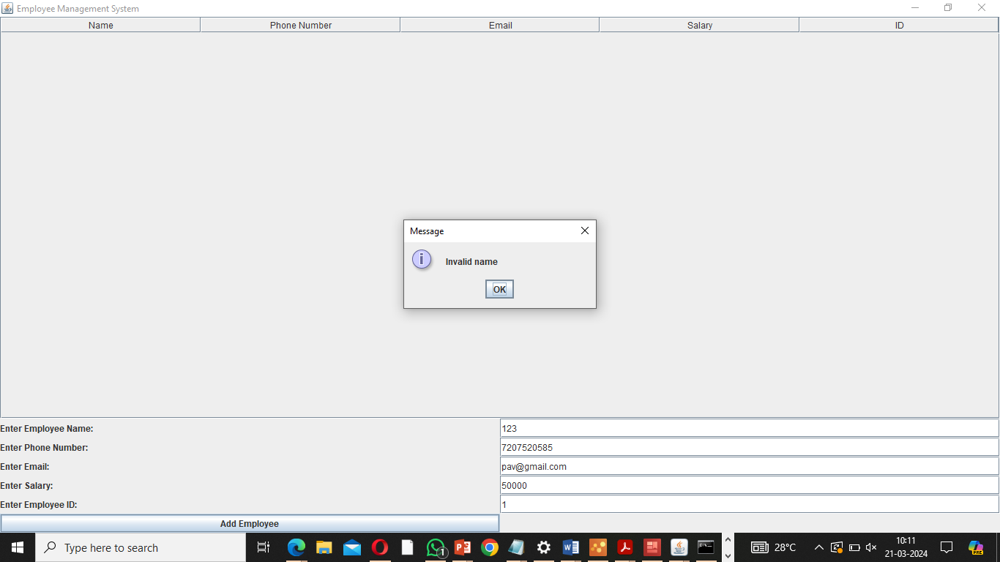 Employee Management System
Name Phone Number Email Salary ID
Message
i Invalid name
OK
Enter Employee Name: 123
Enter Phone Number: 7207520585
Enter Email: pav@gmail.com
Enter Salary: 50000
Enter Employee ID: 1
Add Employee
Type here to search 1 28°C 10:11
21-03-2024
PRE